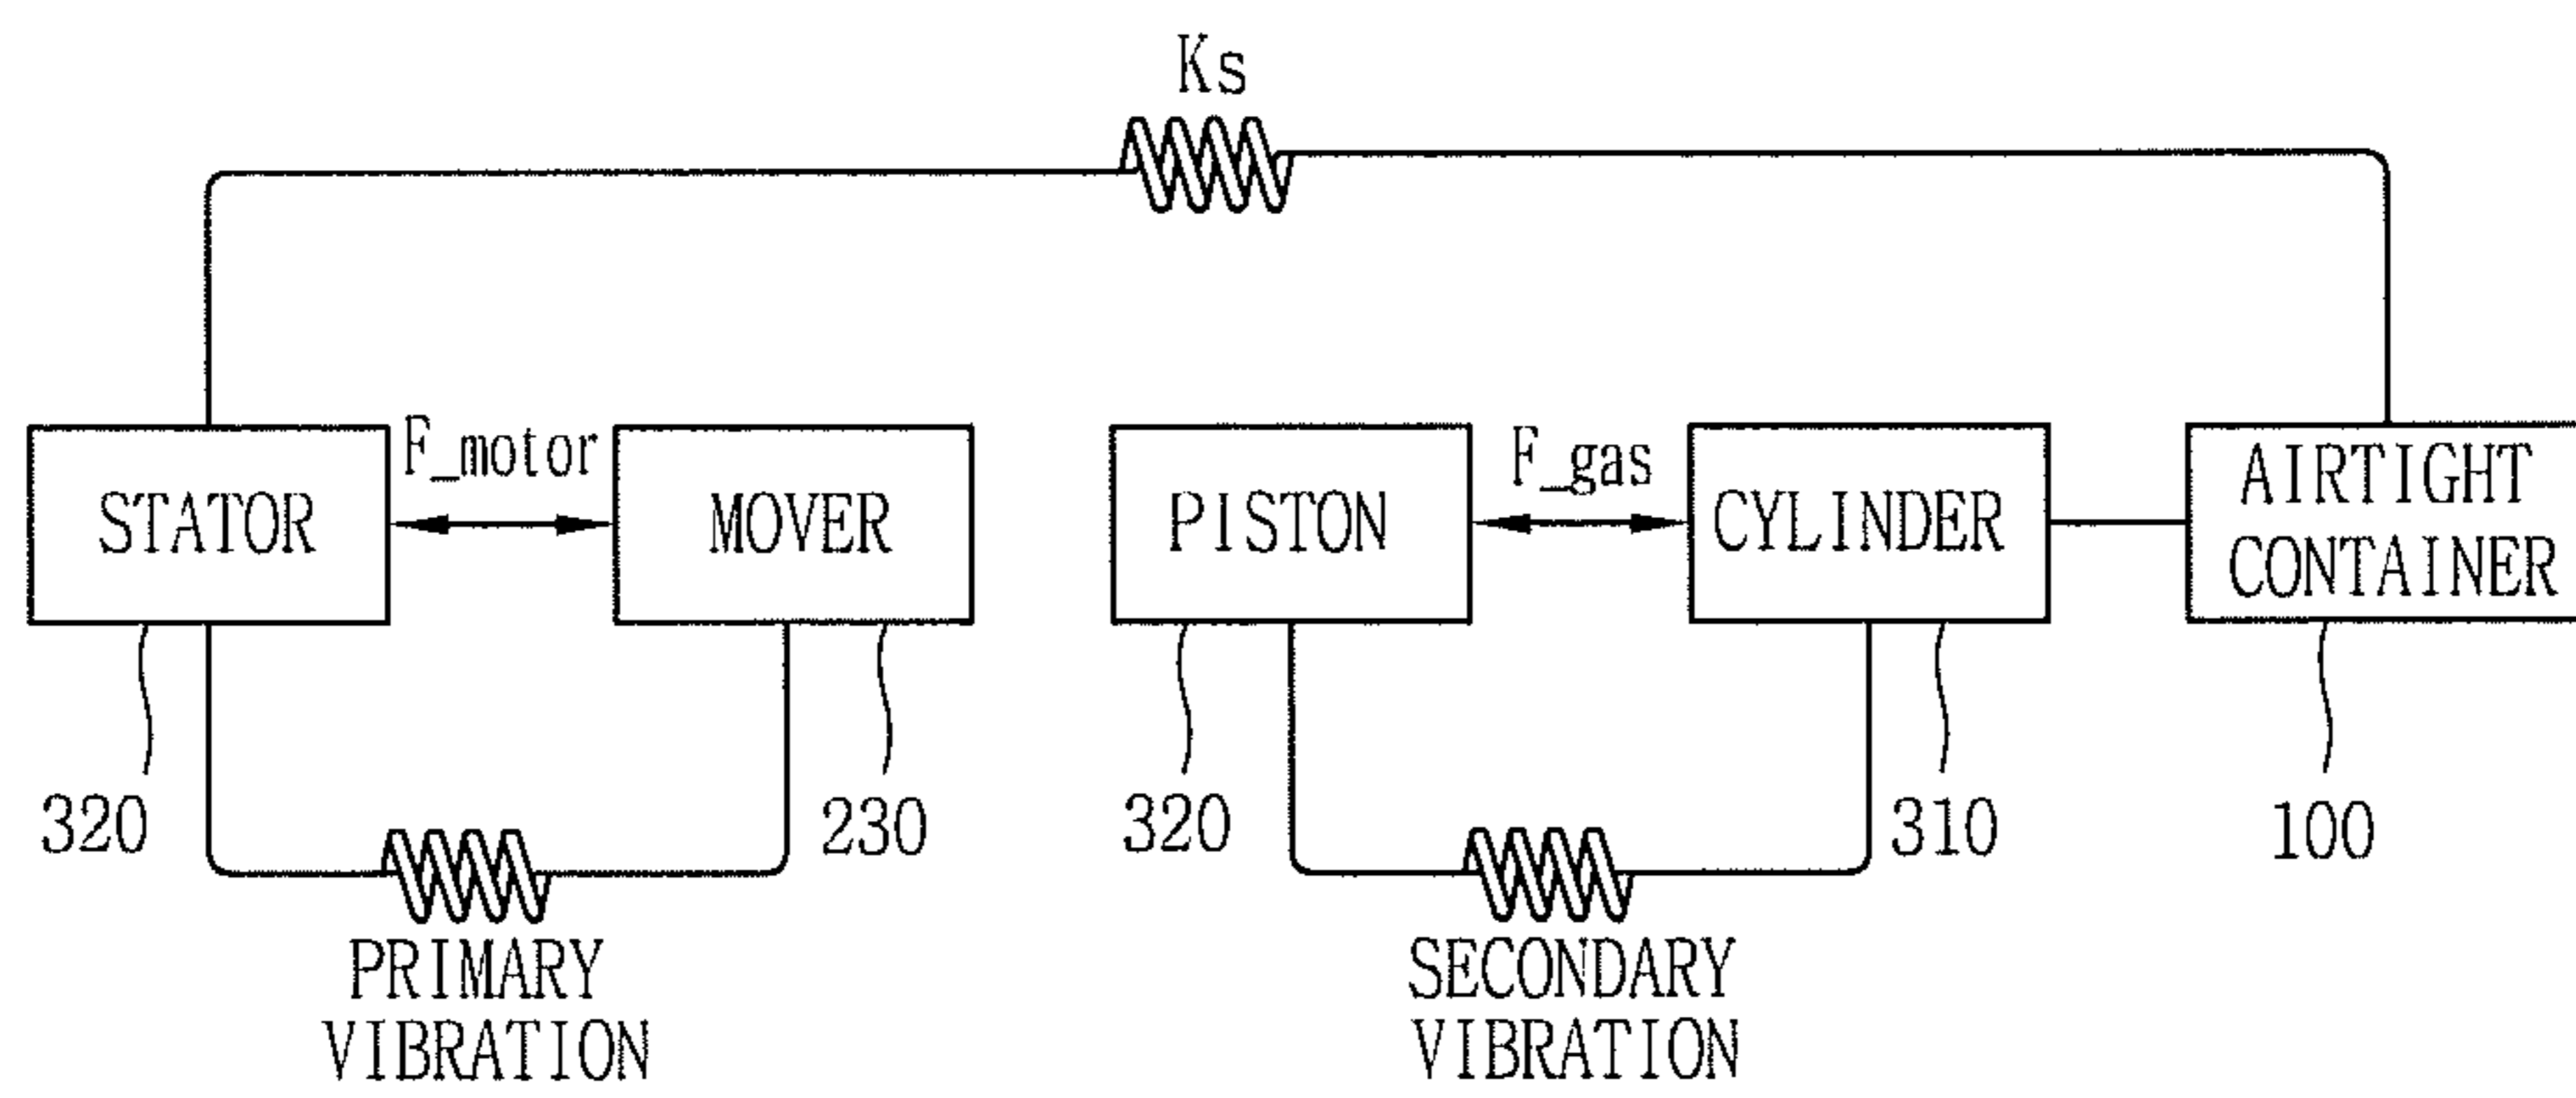 Ks
F_motor
F_gas
STATOR
MOVER
PISTON
CYLINDER
AIRTIGHT
CONTAINER
320
230
320
310
100
PRIMARY
VIBRATION
SECONDARY
VIBRATION